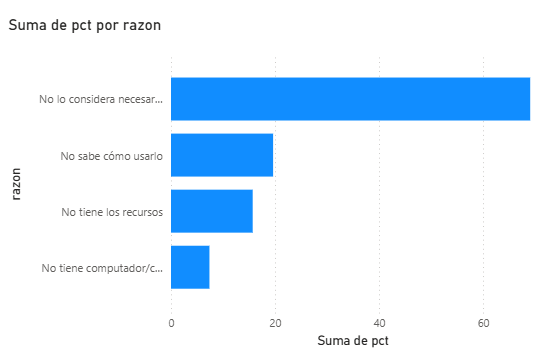 Suma de pct por razon
razon
No lo considera necesar...
No sabe cómo usarlo
No tiene los recursos
No tiene computador/c...
0 20 40 60
Suma de pct